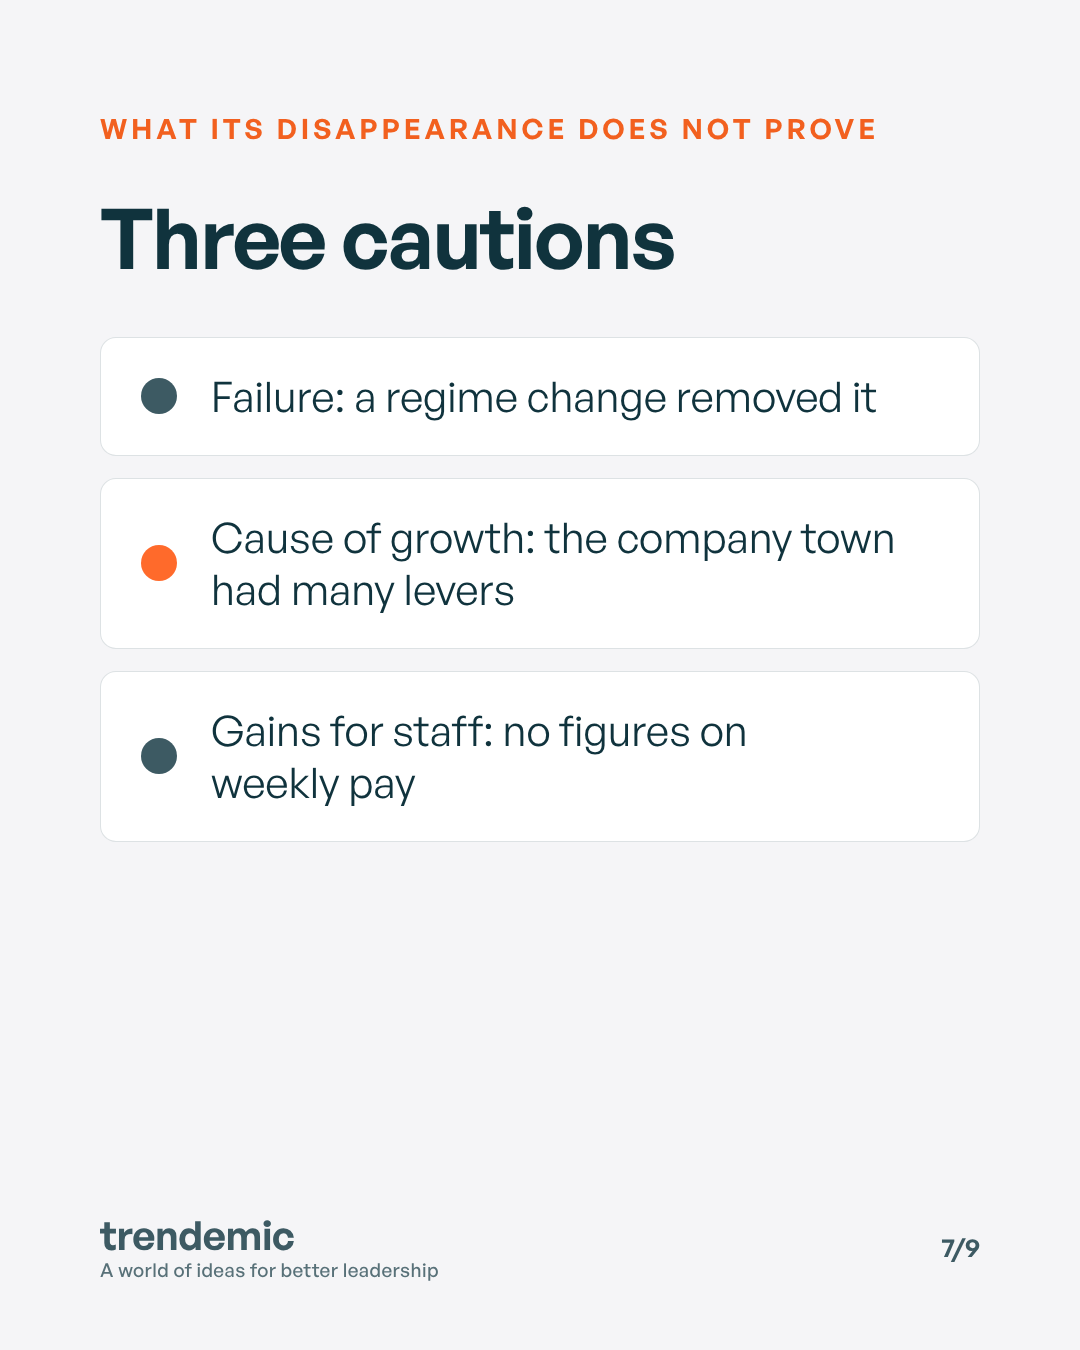 WHAT ITS DISAPPEARANCE DOES NOT PROVE
Three cautions
Failure: a regime change removed it
Cause of growth: the company town
had many levers
Gains for staff: no figures on
weekly pay
trendemic
A world of ideas for better leadership
7/9